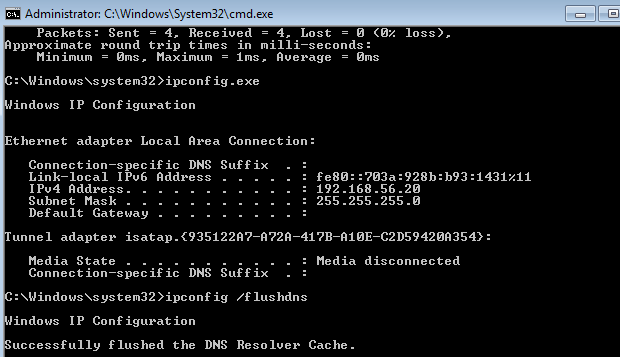 Administrator: C:\Windows\System32\cmd.exe
Packets: Sent = 4, Received = 4, Lost = 0 (0% loss),
Approximate round trip times in milli-seconds:
Minimum = 0ms, Maximum = 1ms, Average = 0ms
C:\Windows\system32>ipconfig.exe
Windows IP Configuration
Ethernet adapter Local Area Connection:
Connection-specific DNS Suffix . :
Link-local IPv6 Address . . . . . : fe80::703a:928b:b93:1431%11
IPv4 Address. . . . . . . . . . . : 192.168.56.20
Subnet Mask . . . . . . . . . . . : 255.255.255.0
Default Gateway . . . . . . . . . :
Tunnel adapter isatap.{935122A7-A72A-417B-A10E-C2D59420A354}:
Media State . . . . . . . . . . . : Media disconnected
Connection-specific DNS Suffix . :
C:\Windows\system32>ipconfig /flushdns
Windows IP Configuration
Successfully flushed the DNS Resolver Cache.